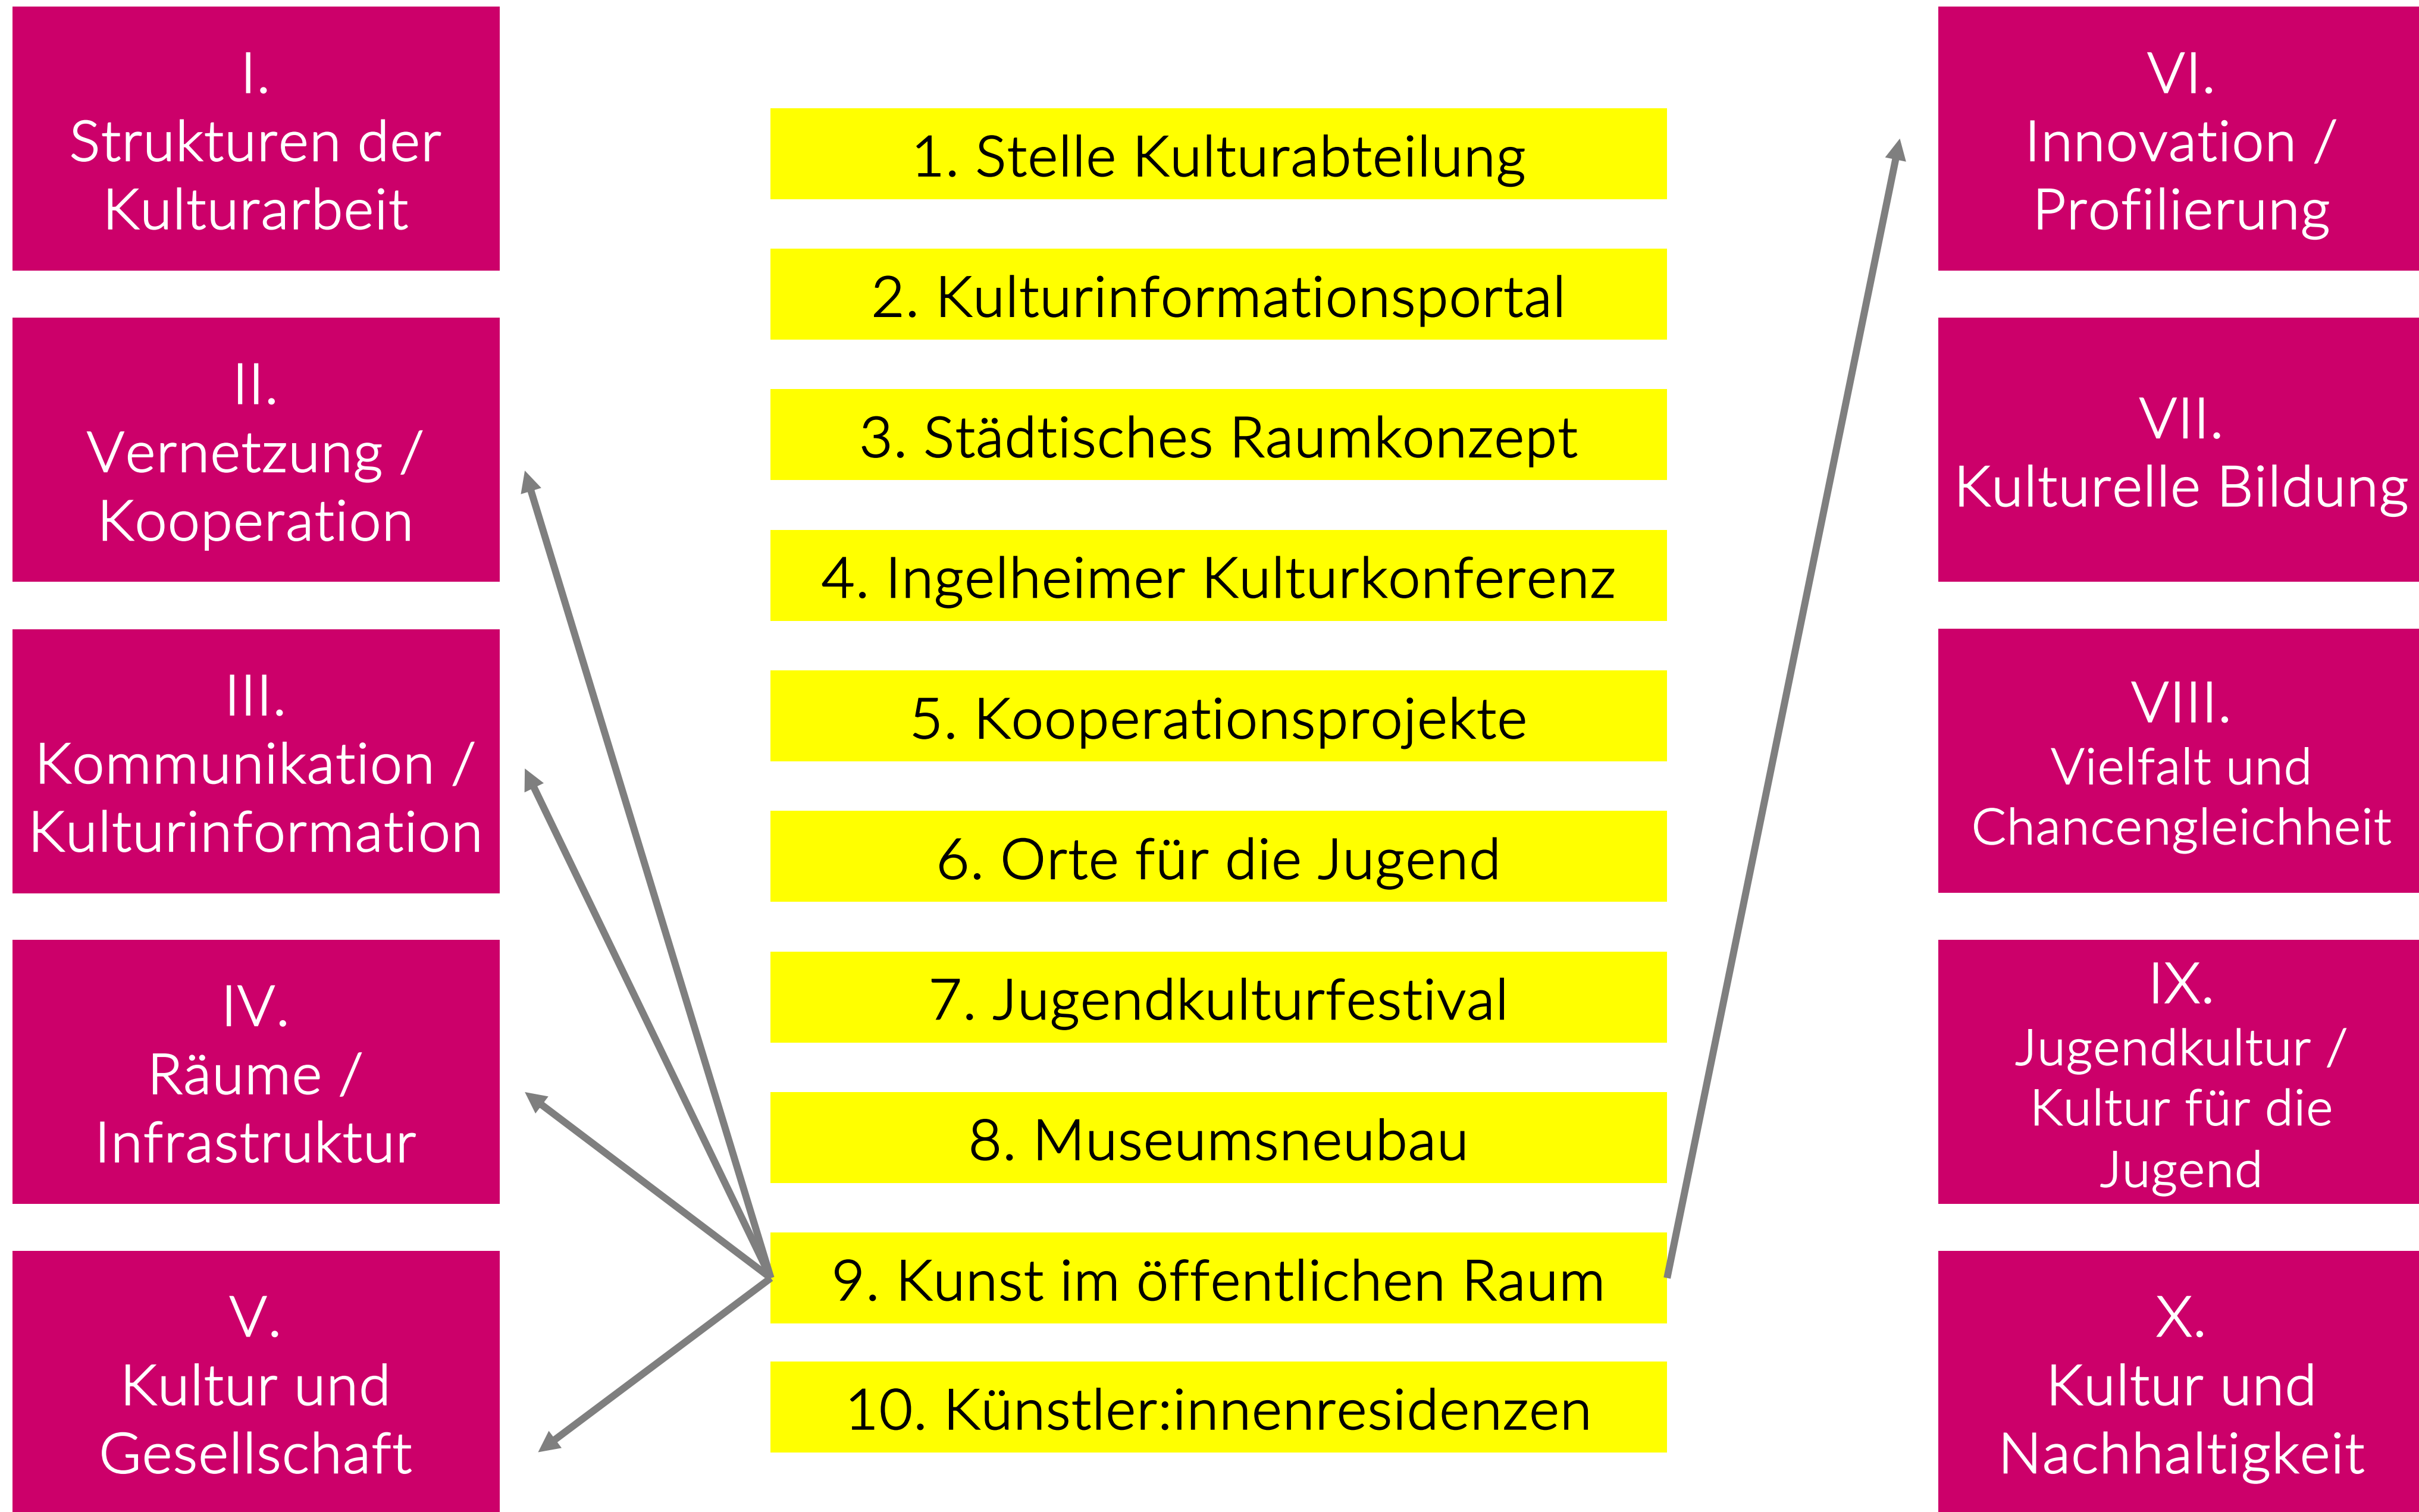 I.
Strukturen der
Kulturarbeit
II.
Vernetzung /
Kooperation
III.
Kommunikation /
Kulturinformation
IV.
Räume /
Infrastruktur
V.
Kultur und
Gesellschaft
1. Stelle Kulturabteilung
2. Kulturinformationsportal
3. Städtisches Raumkonzept
4. Ingelheimer Kulturkonferenz
5. Kooperationsprojekte
6. Orte für die Jugend
7. Jugendkulturfestival
8. Museumsneubau
9. Kunst im öffentlichen Raum
10. Künstler:innenresidenzen
VI.
Innovation /
Profilierung
VII.
Kulturelle Bildung
VIII.
Vielfalt und
Chancengleichheit
IX.
Jugendkultur /
Kultur für die
Jugend
X.
Kultur und
Nachhaltigkeit